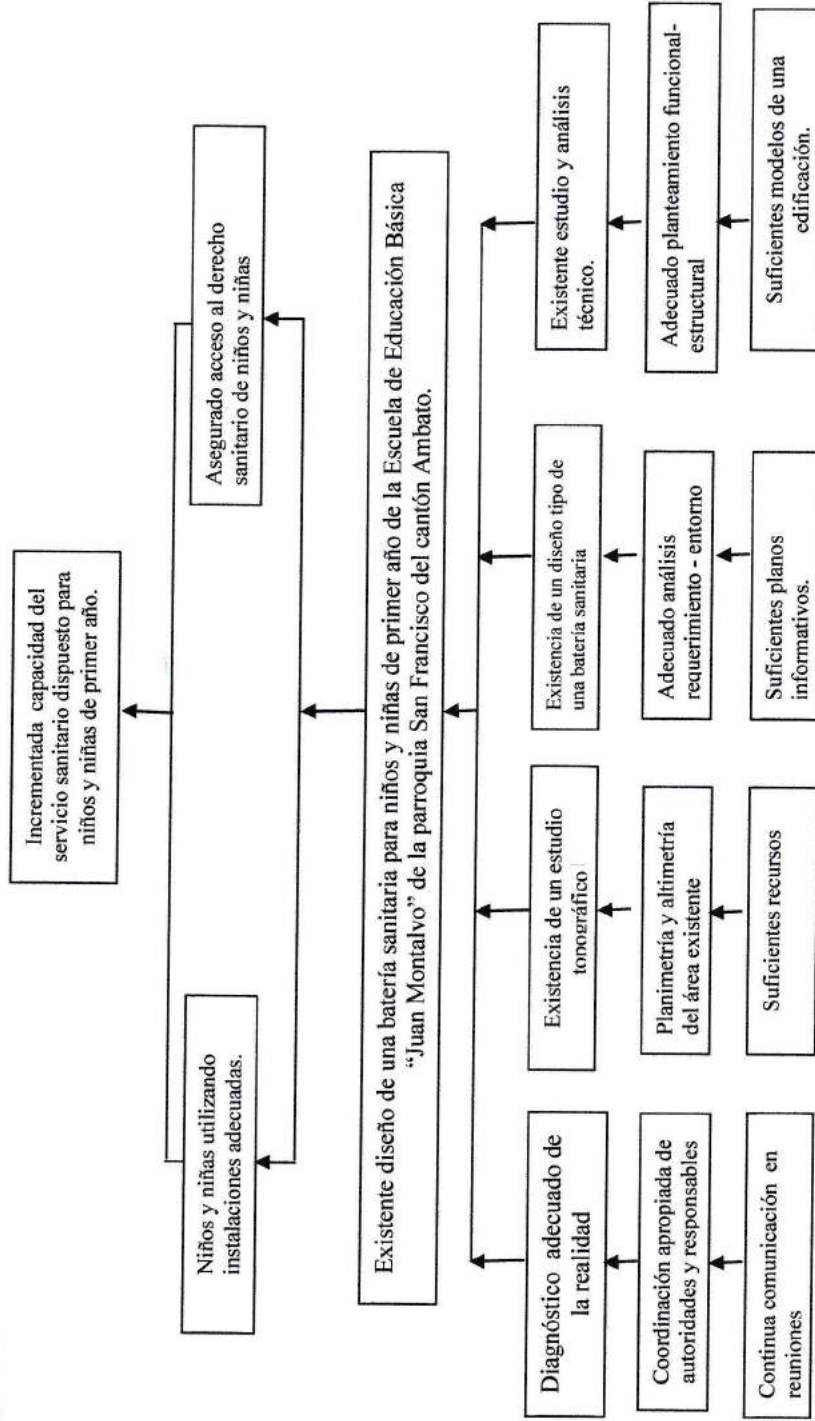 Incrementada capacidad del
servicio sanitario dispuesto para
niños y niñas de primer año.
Niños y niñas utilizando
instalaciones adecuadas.
Asegurado acceso al derecho
sanitario de niños y niñas
Existente diseño de una batería sanitaria para niños y niñas de primer año de la Escuela de Educación Básica
“Juan Montalvo” de la parroquia San Francisco del cantón Ambato.
Diagnóstico adecuado de
la realidad
Existencia de un estudio
topográfico
Existencia de un diseño tipo de
una batería sanitaria
Existente estudio y análisis
técnico.
Coordinación apropiada de
autoridades y responsables
Planimetría y altimetría
del área existente
Adecuado análisis
requerimiento - entorno
Adecuado planteamiento funcional-
estructural
Continua comunicación en
reuniones
Suficientes recursos
Suficientes planos
informativos.
Suficientes modelos de una
edificación.